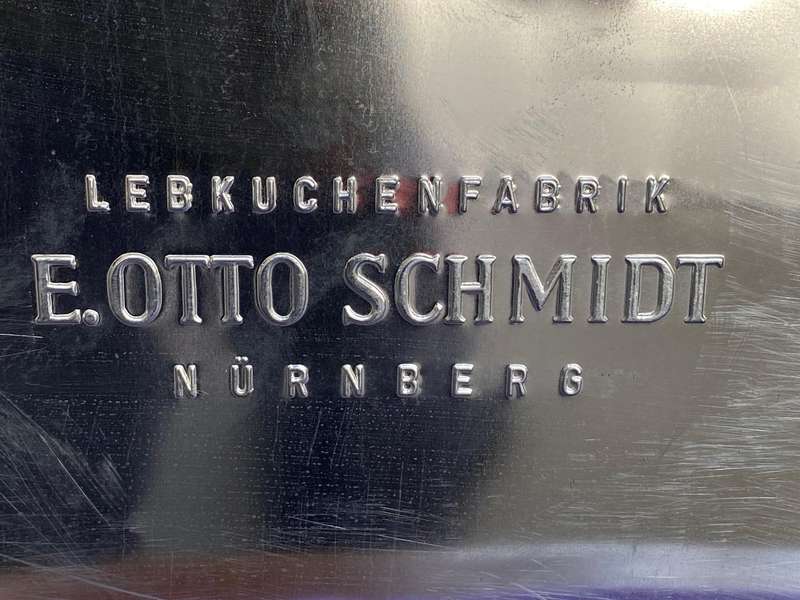 LEBKUCHENFABRIK
E. OTTO SCHMIDT
NÜRNBERG